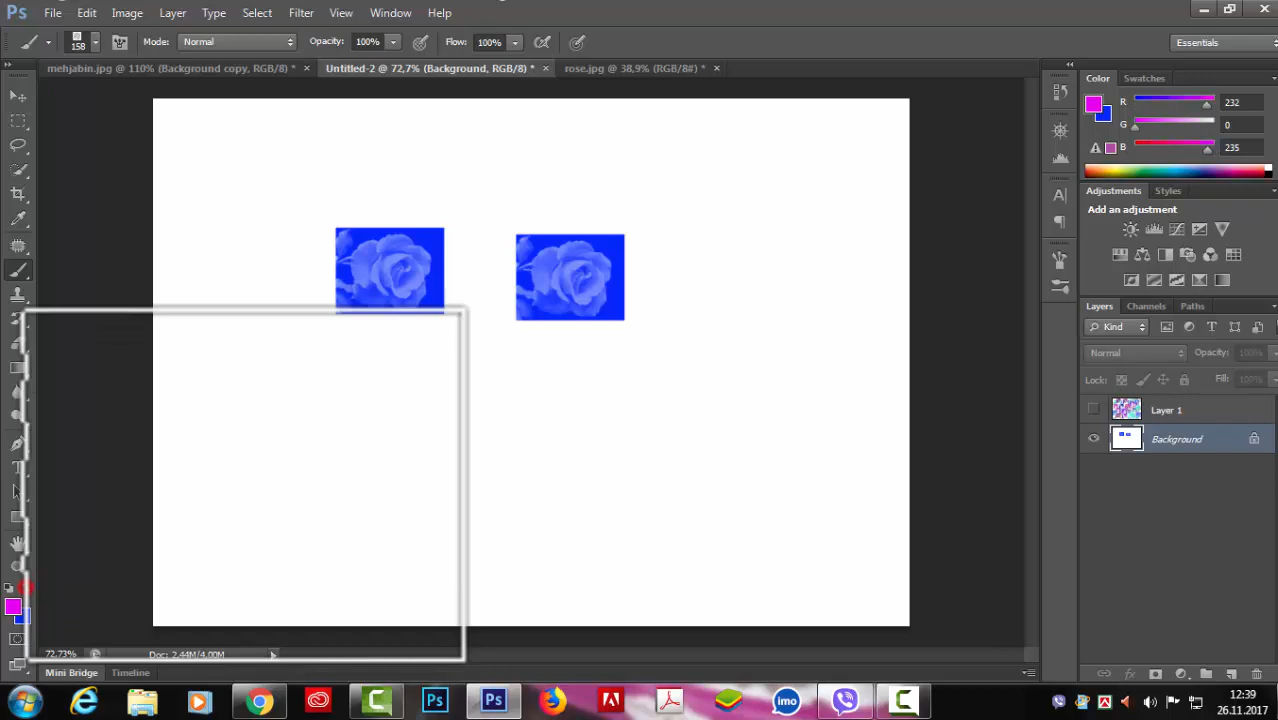 Ps File Edit Image Layer Type Select Filter View Window Help
158 Mode: Normal Opacity: 100% Flow: 100% Essentials
mehjabin.jpg @ 110% (Background copy, RGB/8) * × Untitled-2 @ 72,7% (Background, RGB/8) * × rose.jpg @ 38,9% (RGB/8#) * ×
Color Swatches
R 232
G 0
B 235
Adjustments Styles
Add an adjustment
Layers Channels Paths
Kind
Normal Opacity: 100%
Lock: Fill: 100%
Layer 1
Background
72,73% Doc: 2,44M/4,00M
Mini Bridge Timeline
Ps Ps imo
12:39
26.11.2017